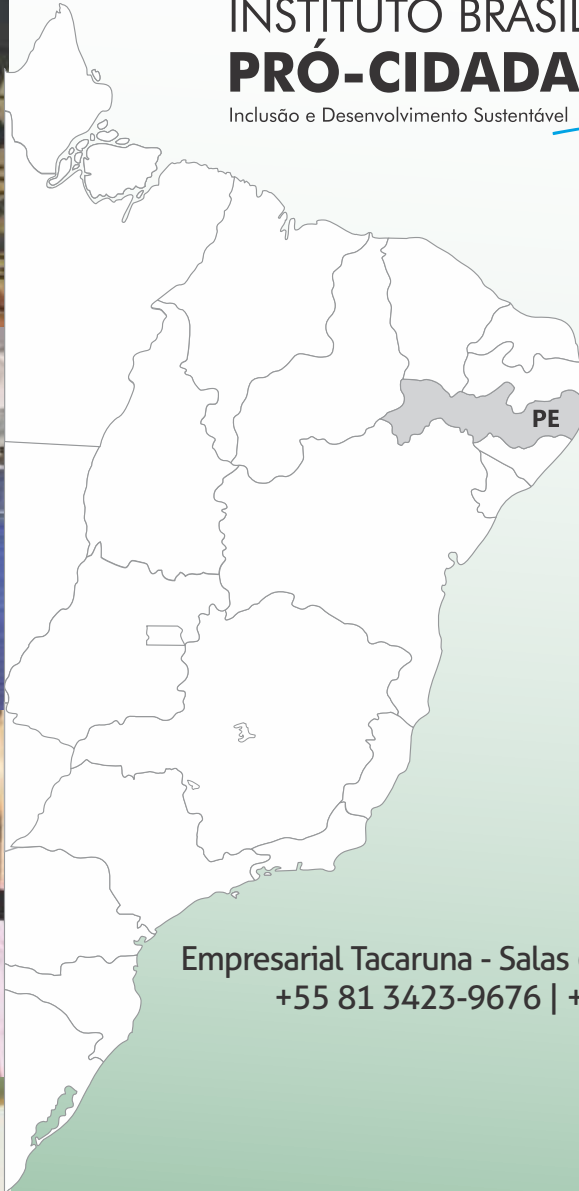 INSTITUTO BRASIL
PRÓ-CIDADA
Inclusão e Desenvolvimento Sustentável
PE
Empresarial Tacaruna - Salas
+55 81 3423-9676 | +